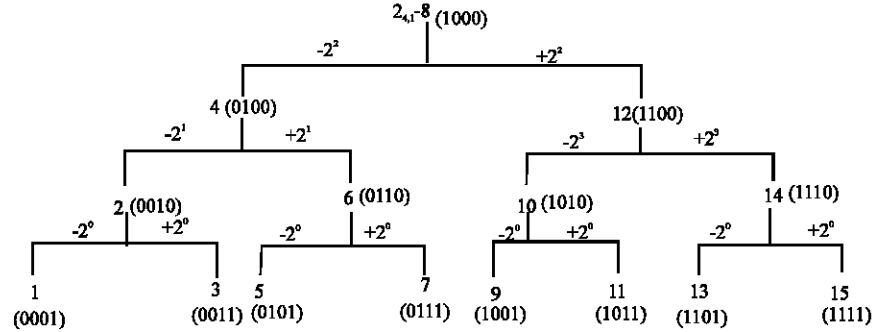 2₄,₁-8 (1000)
-2² +2²
4 (0100) 12(1100)
-2¹ +2¹ -2³ +2³
2 (0010) 6 (0110) 10 (1010) 14 (1110)
-2⁰ +2⁰ -2⁰ +2⁰ -2⁰ +2⁰ -2⁰ +2⁰
1 3 5 7 9 11 13 15
(0001) (0011) (0101) (0111) (1001) (1011) (1101) (1111)